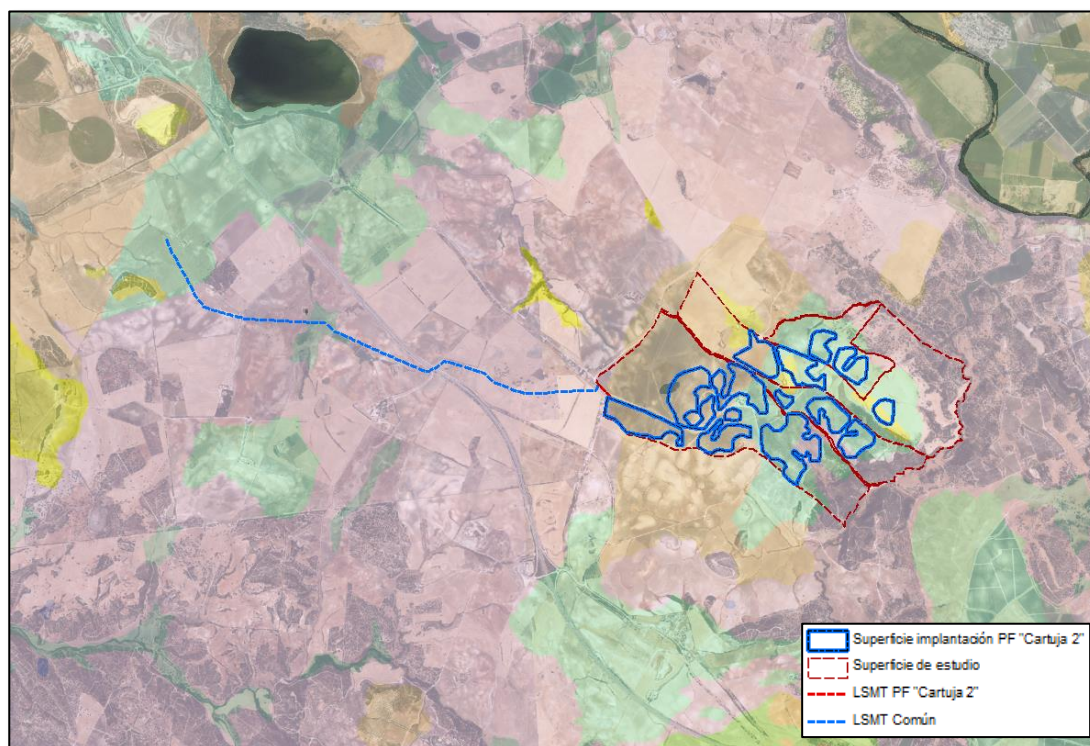 Superficie implantación PF "Cartuja 2"
Superficie de estudio
LSMT PF "Cartuja 2"
LSMT Común